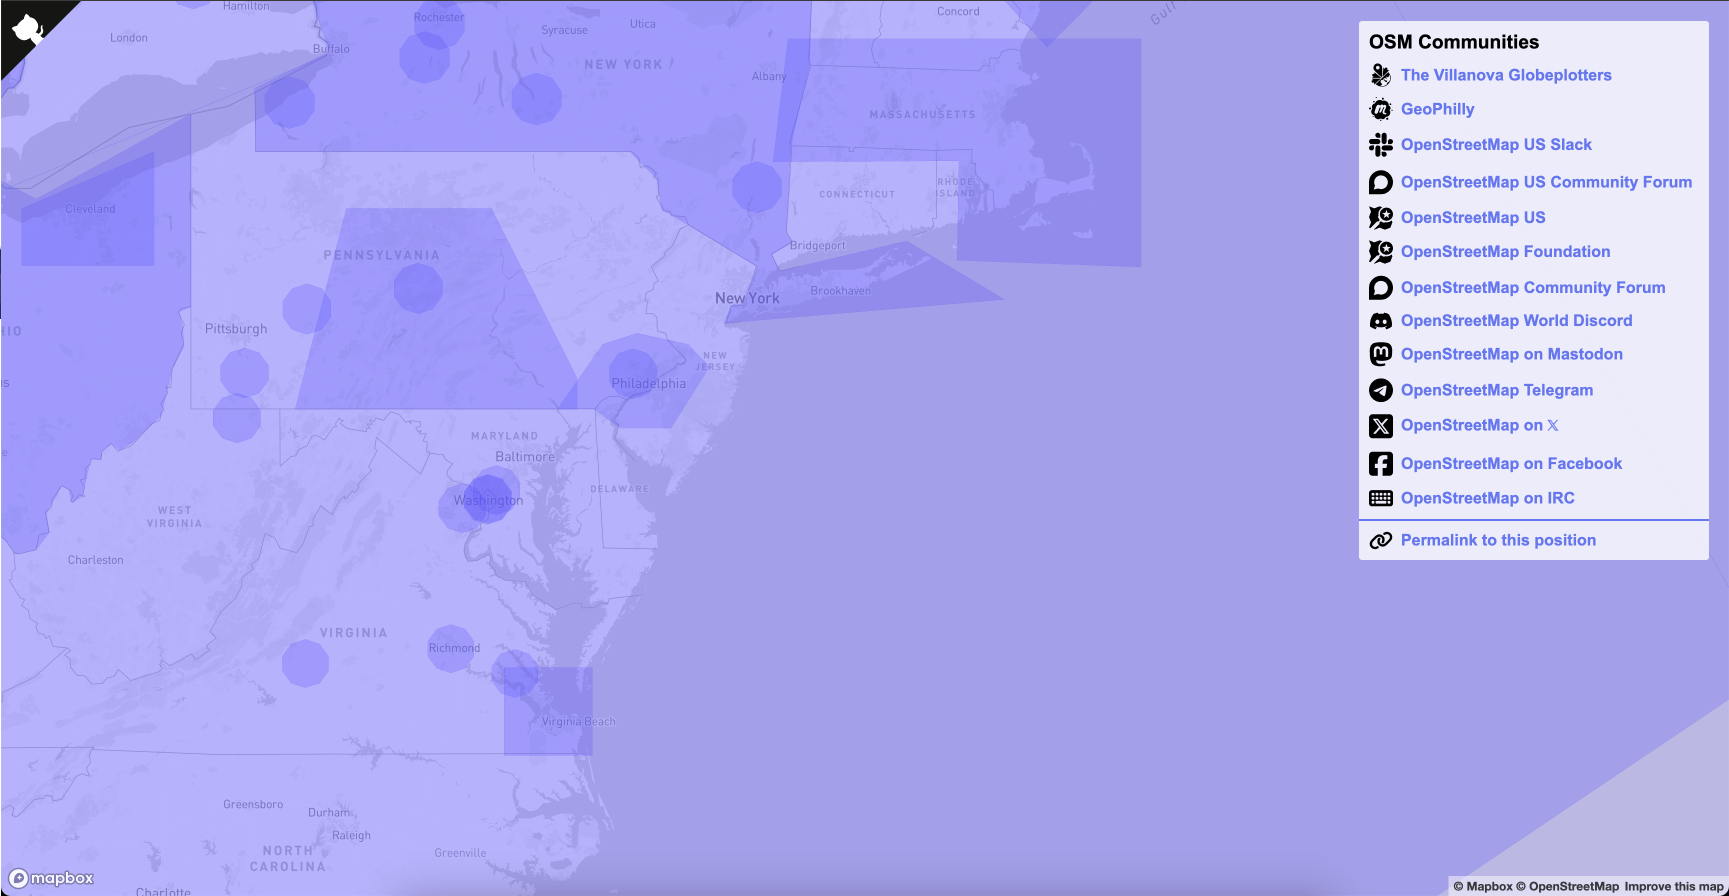 Hamilton
Rochester
Concord
Gulf
London
Syracuse
Utica
Buffalo
NEW YORK
Albany
MASSACHUSETTS
Cleveland
CONNECTICUT
RHODE
ISLAND
PENNSYLVANIA
Bridgeport
Brookhaven
New York
HIO
Pittsburgh
NEW
JERSEY
Philadelphia
MARYLAND
Baltimore
DELAWARE
Washington
WEST
VIRGINIA
Charleston
VIRGINIA
Richmond
Virginia Beach
Greensboro
Durham
Raleigh
NORTH
CAROLINA
Greenville
Charlotte
mapbox
OSM Communities
The Villanova Globeplotters
GeoPhilly
OpenStreetMap US Slack
OpenStreetMap US Community Forum
OpenStreetMap US
OpenStreetMap Foundation
OpenStreetMap Community Forum
OpenStreetMap World Discord
OpenStreetMap on Mastodon
OpenStreetMap Telegram
OpenStreetMap on 𝕏
OpenStreetMap on Facebook
OpenStreetMap on IRC
Permalink to this position
© Mapbox © OpenStreetMap Improve this map